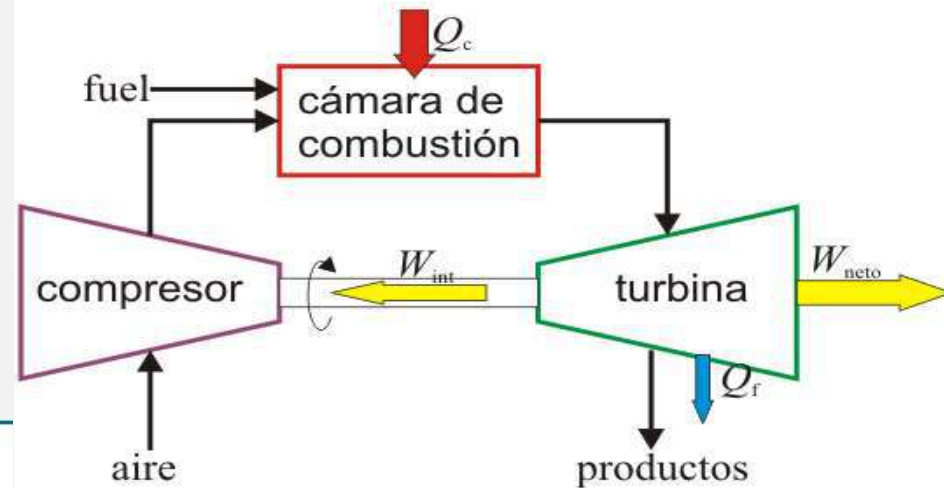 Qc
fuel
cámara de
combustión
Wint
Wneto
compresor
turbina
Qf
aire
productos